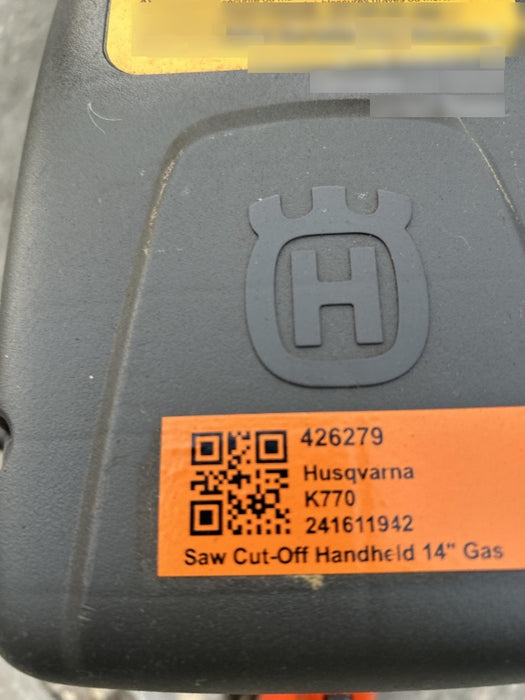 H
426279
Husqvarna
K770
241611942
Saw Cut-Off Handheld 14" Gas